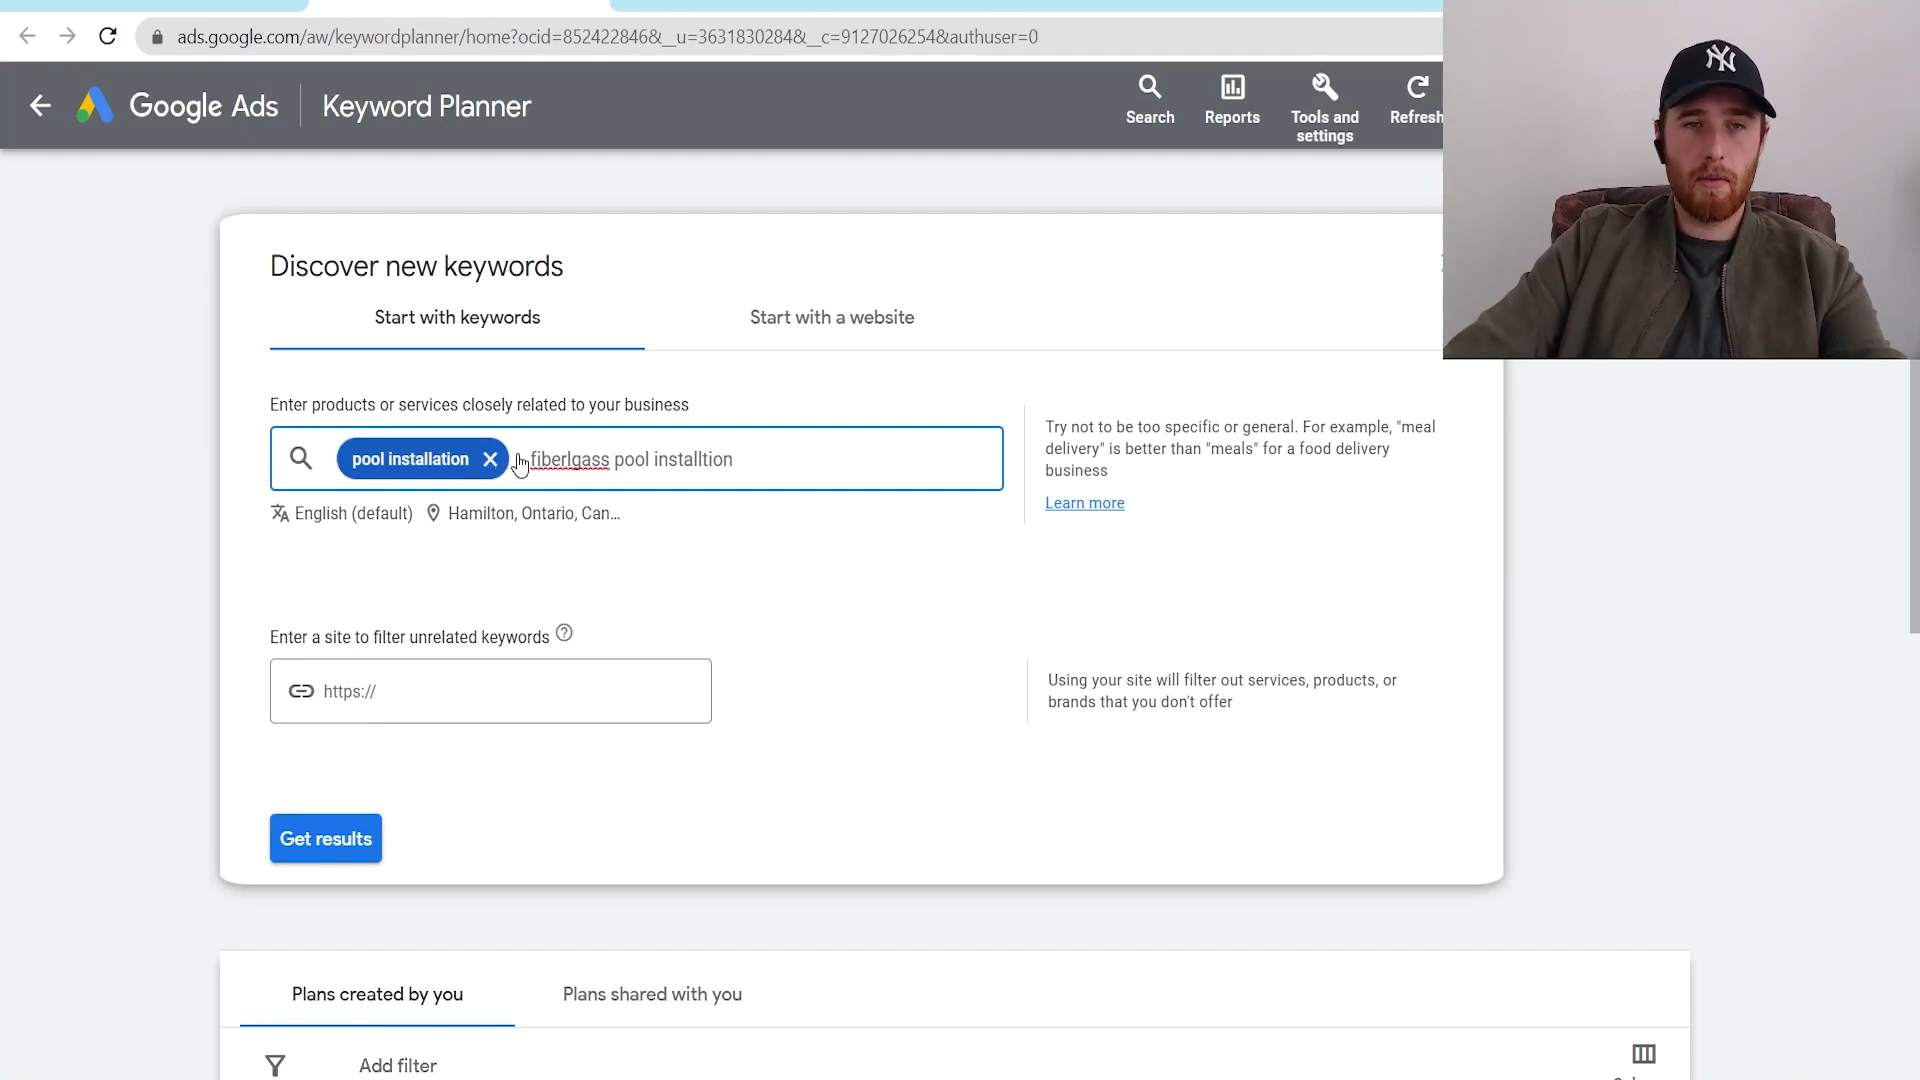 ads.google.com/aw/keywordplanner/home?ocid=852422846&__u=3631830284&__c=9127026254&authuser=0
Google Ads
Keyword Planner
Search
Reports
Tools and
settings
Refresh
NY
Discover new keywords
Start with keywords
Start with a website
Enter products or services closely related to your business
pool installation
fiberlgass pool installtion
English (default)
Hamilton, Ontario, Can...
Try not to be too specific or general. For example, "meal
delivery" is better than "meals" for a food delivery
business
Learn more
Enter a site to filter unrelated keywords
https://
Using your site will filter out services, products, or
brands that you don't offer
Get results
Plans created by you
Plans shared with you
Add filter